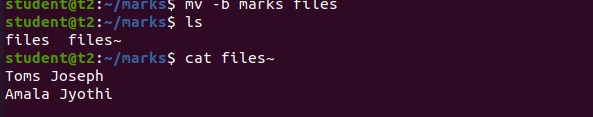 student@t2:~/marks$ mv -b marks files
student@t2:~/marks$ ls
files  files~
student@t2:~/marks$ cat files~
Toms Joseph
Amala Jyothi